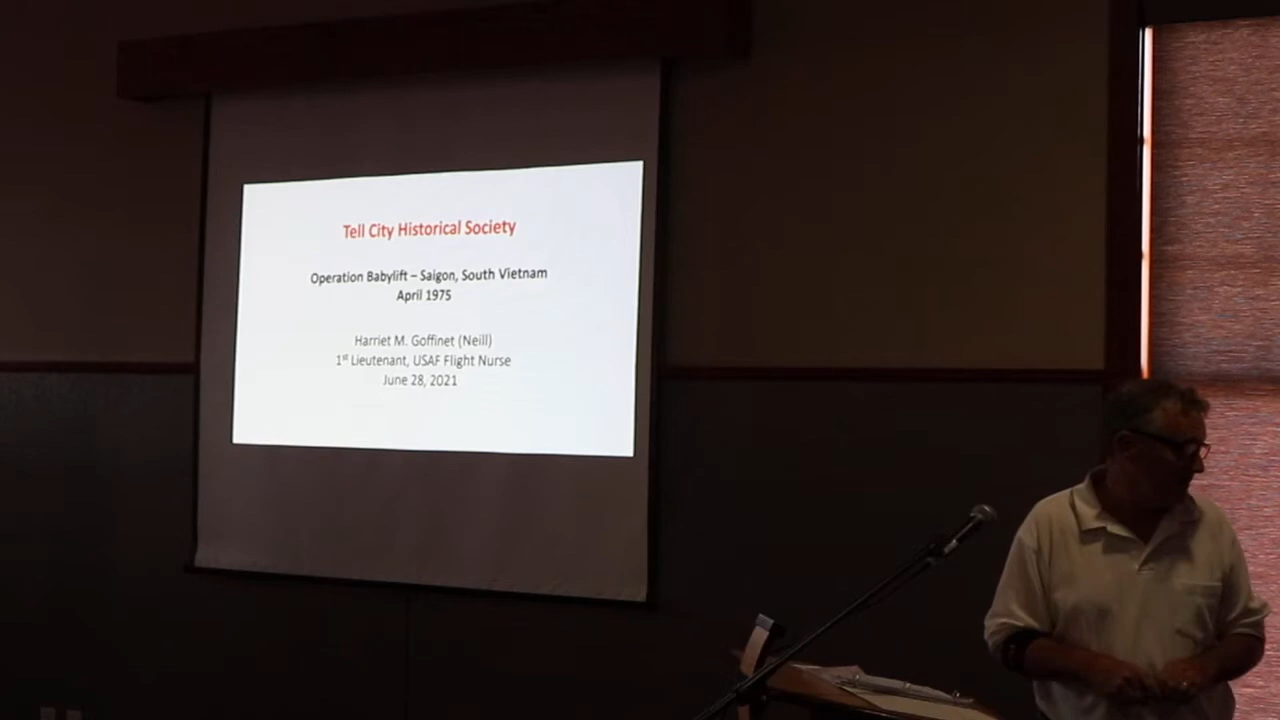 Tell City Historical Society
Operation Babylift – Saigon, South Vietnam
April 1975
Harriet M. Goffinet (Neill)
1st Lieutenant, USAF Flight Nurse
June 28, 2021